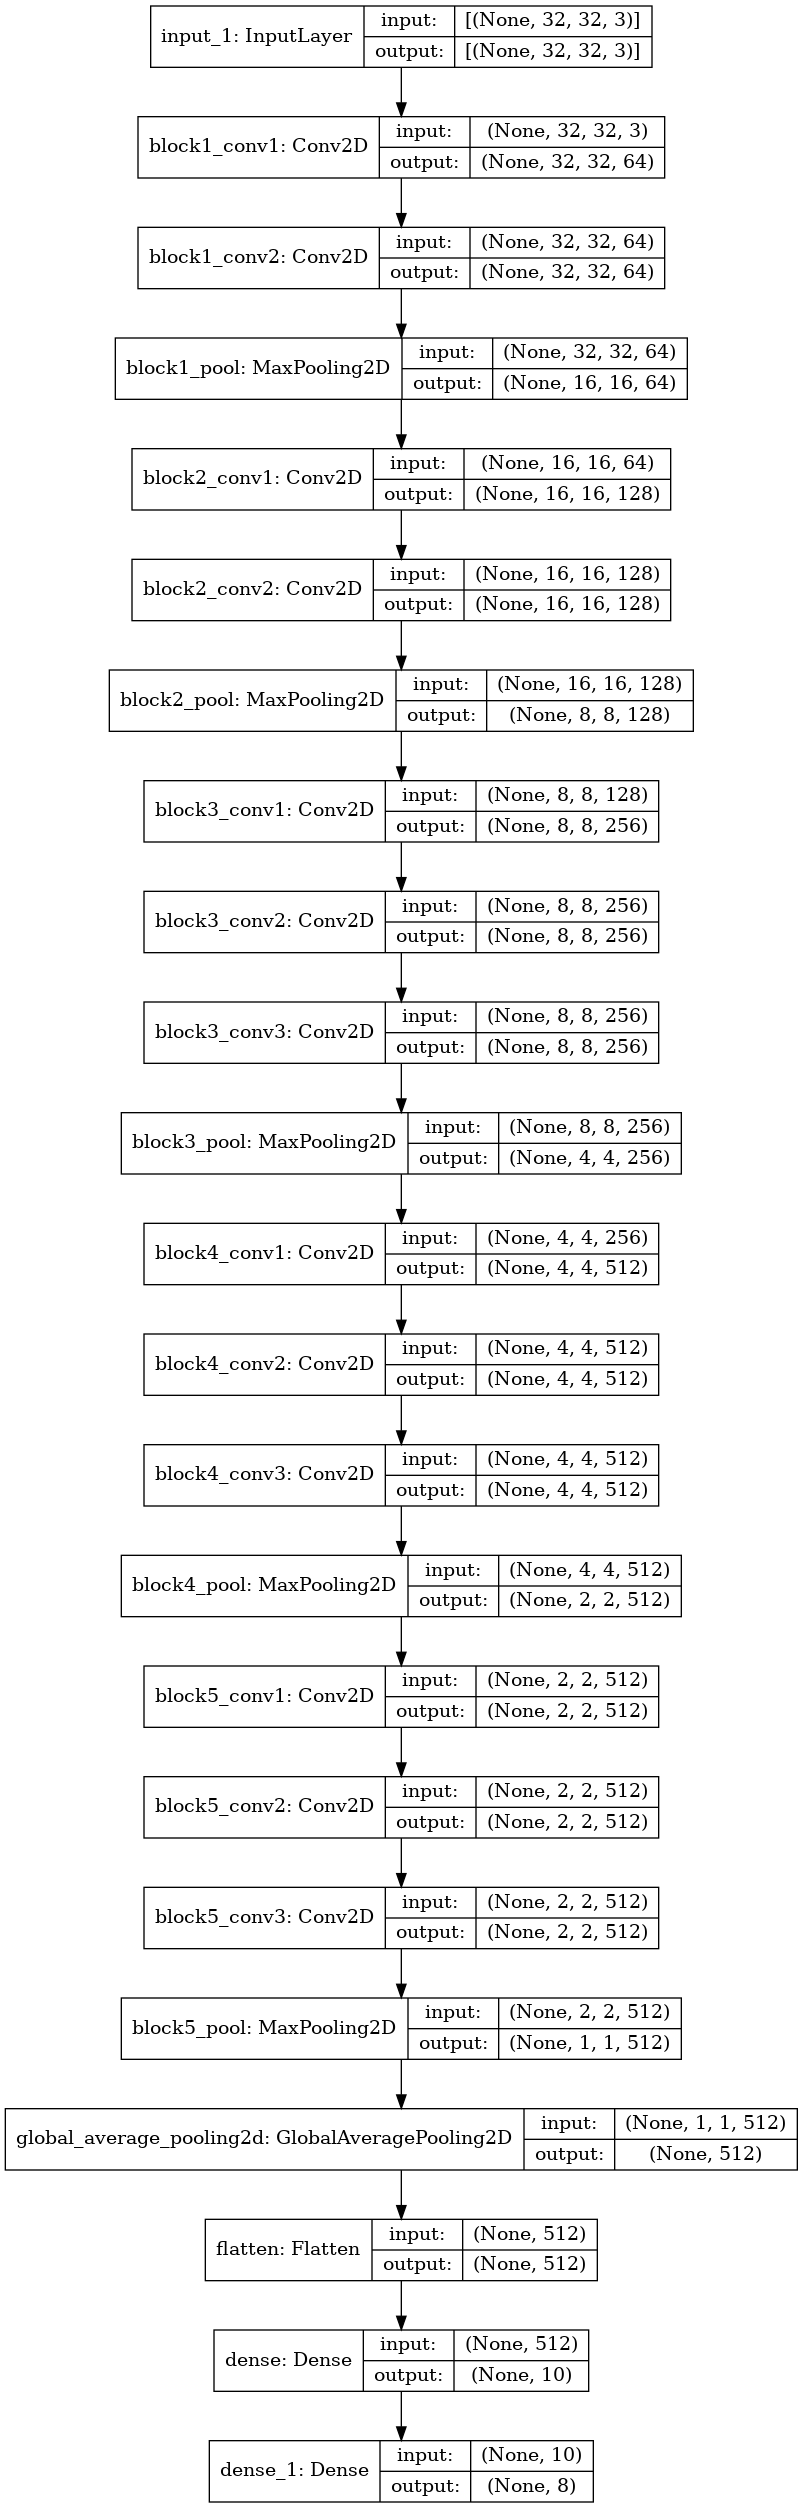 input_1: InputLayer
input:
[(None, 32, 32, 3)]
output:
[(None, 32, 32, 3)]
block1_conv1: Conv2D
input:
(None, 32, 32, 3)
output:
(None, 32, 32, 64)
block1_conv2: Conv2D
input:
(None, 32, 32, 64)
output:
(None, 32, 32, 64)
block1_pool: MaxPooling2D
input:
(None, 32, 32, 64)
output:
(None, 16, 16, 64)
block2_conv1: Conv2D
input:
(None, 16, 16, 64)
output:
(None, 16, 16, 128)
block2_conv2: Conv2D
input:
(None, 16, 16, 128)
output:
(None, 16, 16, 128)
block2_pool: MaxPooling2D
input:
(None, 16, 16, 128)
output:
(None, 8, 8, 128)
block3_conv1: Conv2D
input:
(None, 8, 8, 128)
output:
(None, 8, 8, 256)
block3_conv2: Conv2D
input:
(None, 8, 8, 256)
output:
(None, 8, 8, 256)
block3_conv3: Conv2D
input:
(None, 8, 8, 256)
output:
(None, 8, 8, 256)
block3_pool: MaxPooling2D
input:
(None, 8, 8, 256)
output:
(None, 4, 4, 256)
block4_conv1: Conv2D
input:
(None, 4, 4, 256)
output:
(None, 4, 4, 512)
block4_conv2: Conv2D
input:
(None, 4, 4, 512)
output:
(None, 4, 4, 512)
block4_conv3: Conv2D
input:
(None, 4, 4, 512)
output:
(None, 4, 4, 512)
block4_pool: MaxPooling2D
input:
(None, 4, 4, 512)
output:
(None, 2, 2, 512)
block5_conv1: Conv2D
input:
(None, 2, 2, 512)
output:
(None, 2, 2, 512)
block5_conv2: Conv2D
input:
(None, 2, 2, 512)
output:
(None, 2, 2, 512)
block5_conv3: Conv2D
input:
(None, 2, 2, 512)
output:
(None, 2, 2, 512)
block5_pool: MaxPooling2D
input:
(None, 2, 2, 512)
output:
(None, 1, 1, 512)
global_average_pooling2d: GlobalAveragePooling2D
input:
(None, 1, 1, 512)
output:
(None, 512)
flatten: Flatten
input:
(None, 512)
output:
(None, 512)
dense: Dense
input:
(None, 512)
output:
(None, 10)
dense_1: Dense
input:
(None, 10)
output:
(None, 8)